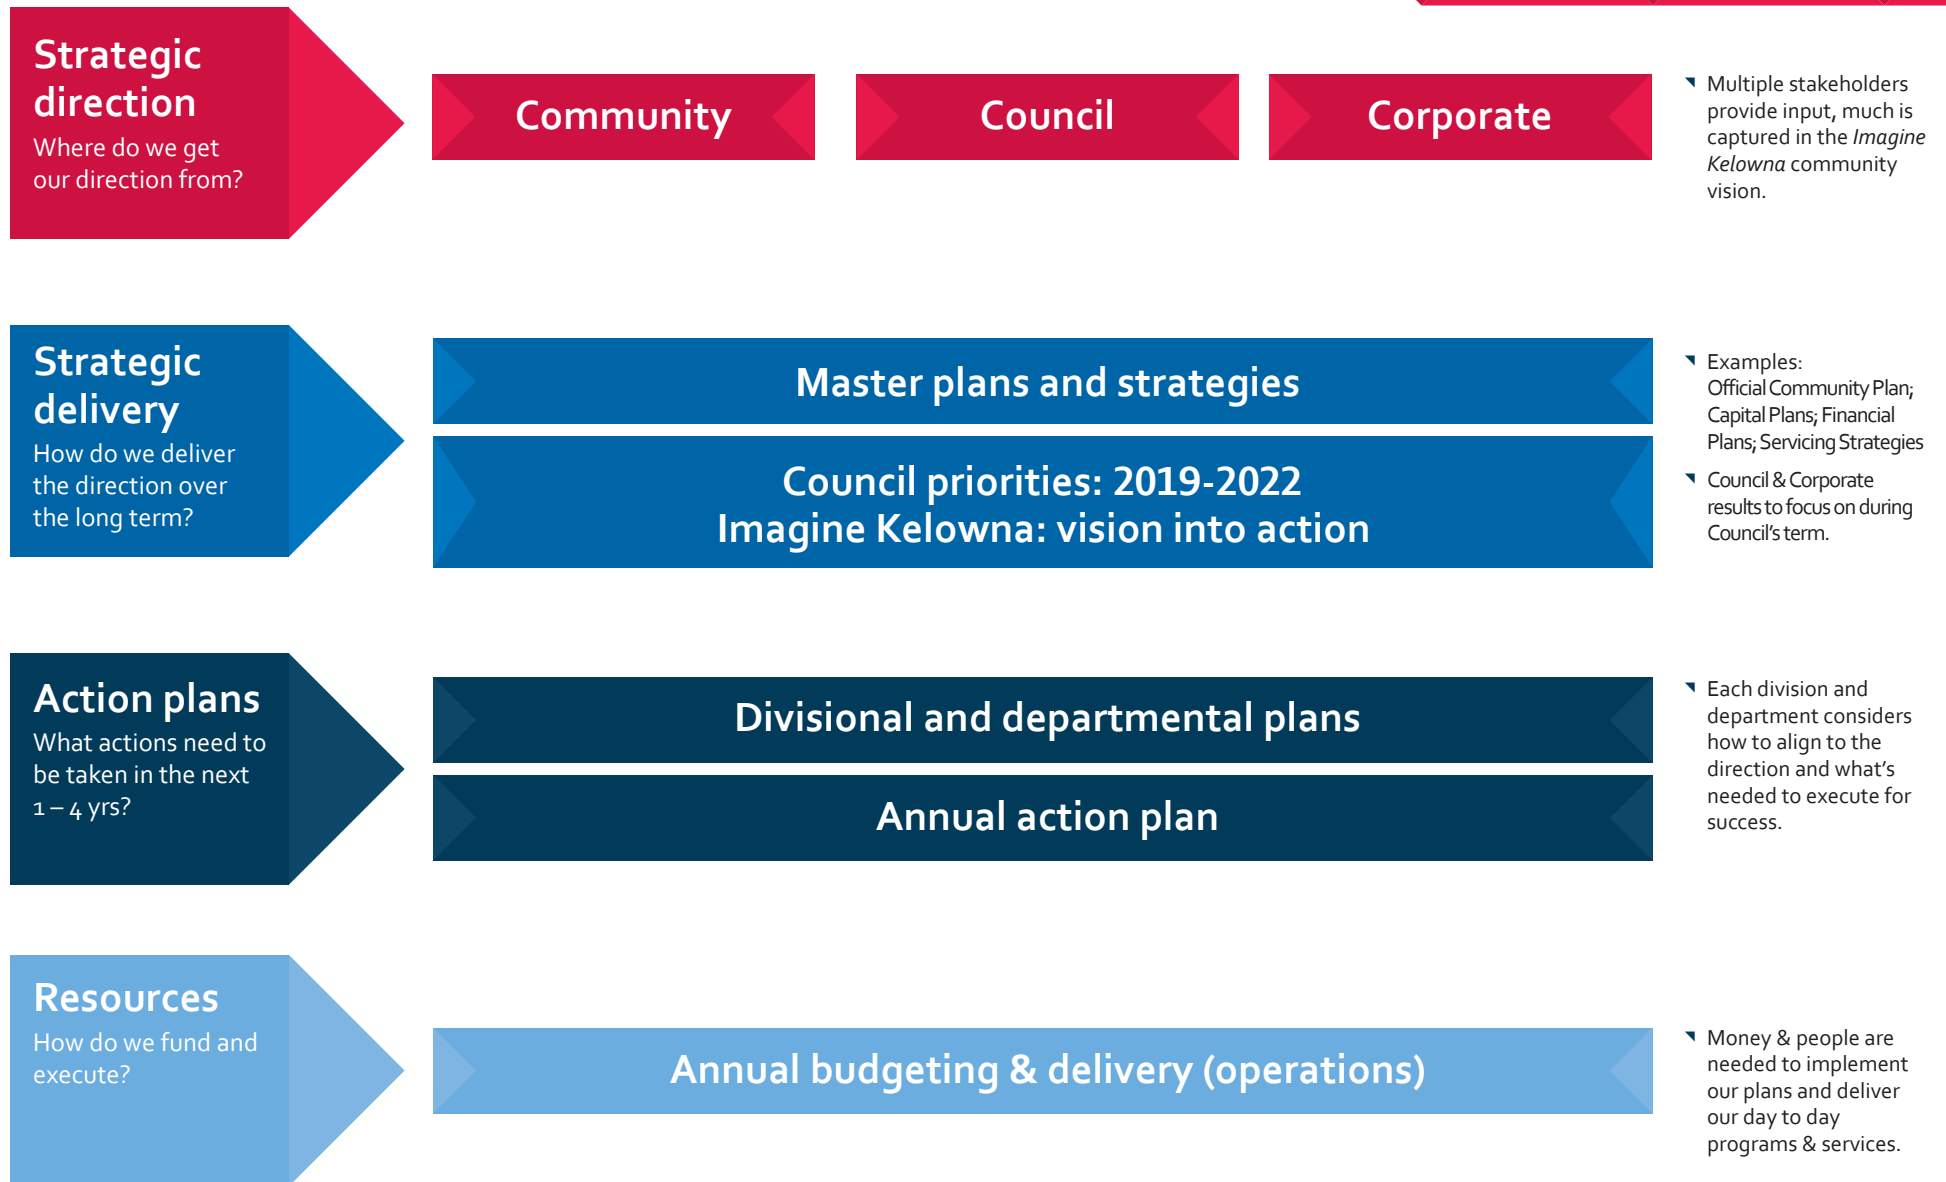 Strategic
direction
Where do we get
our direction from?
Community
Council
Corporate
◥ Multiple stakeholders
provide input, much is
captured in the Imagine
Kelowna community
vision.
Strategic
delivery
How do we deliver
the direction over
the long term?
Master plans and strategies
Council priorities: 2019-2022
Imagine Kelowna: vision into action
◥ Examples:
Official Community Plan;
Capital Plans; Financial
Plans; Servicing Strategies
◥ Council & Corporate
results to focus on during
Council's term.
Action plans
What actions need to
be taken in the next
1 – 4 yrs?
Divisional and departmental plans
Annual action plan
◥ Each division and
department considers
how to align to the
direction and what's
needed to execute for
success.
Resources
How do we fund and
execute?
Annual budgeting & delivery (operations)
◥ Money & people are
needed to implement
our plans and deliver
our day to day
programs & services.